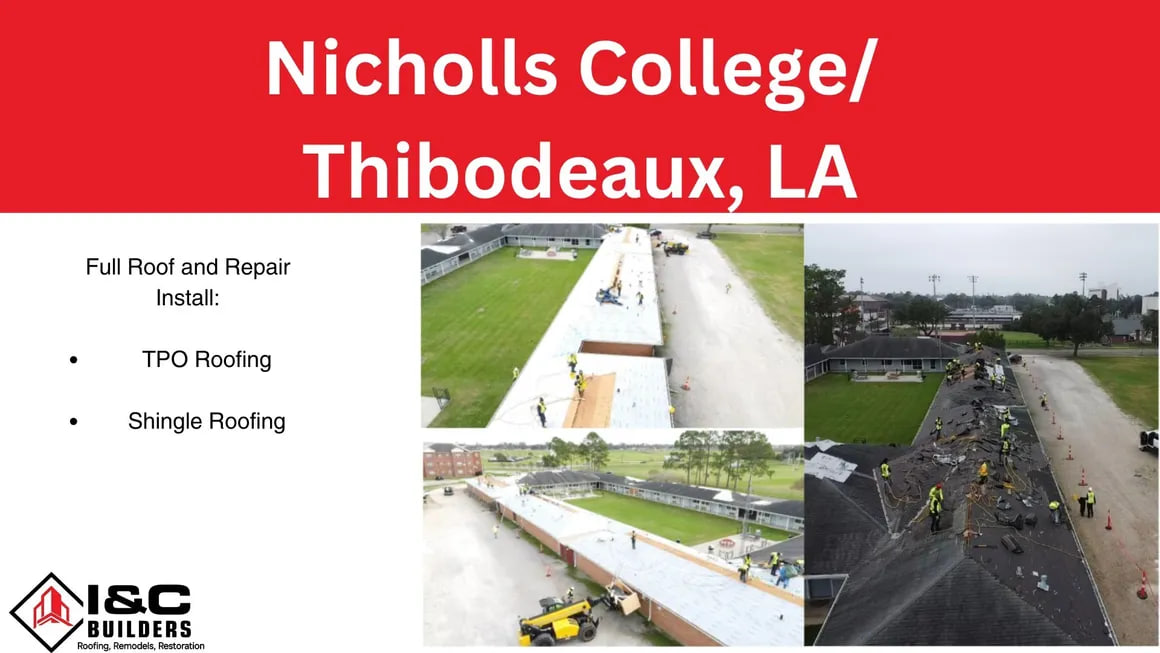 Nicholls College/
Thibodeaux, LA
Full Roof and Repair
Install:
• TPO Roofing
• Shingle Roofing
I&C
BUILDERS
Roofing, Remodels, Restoration